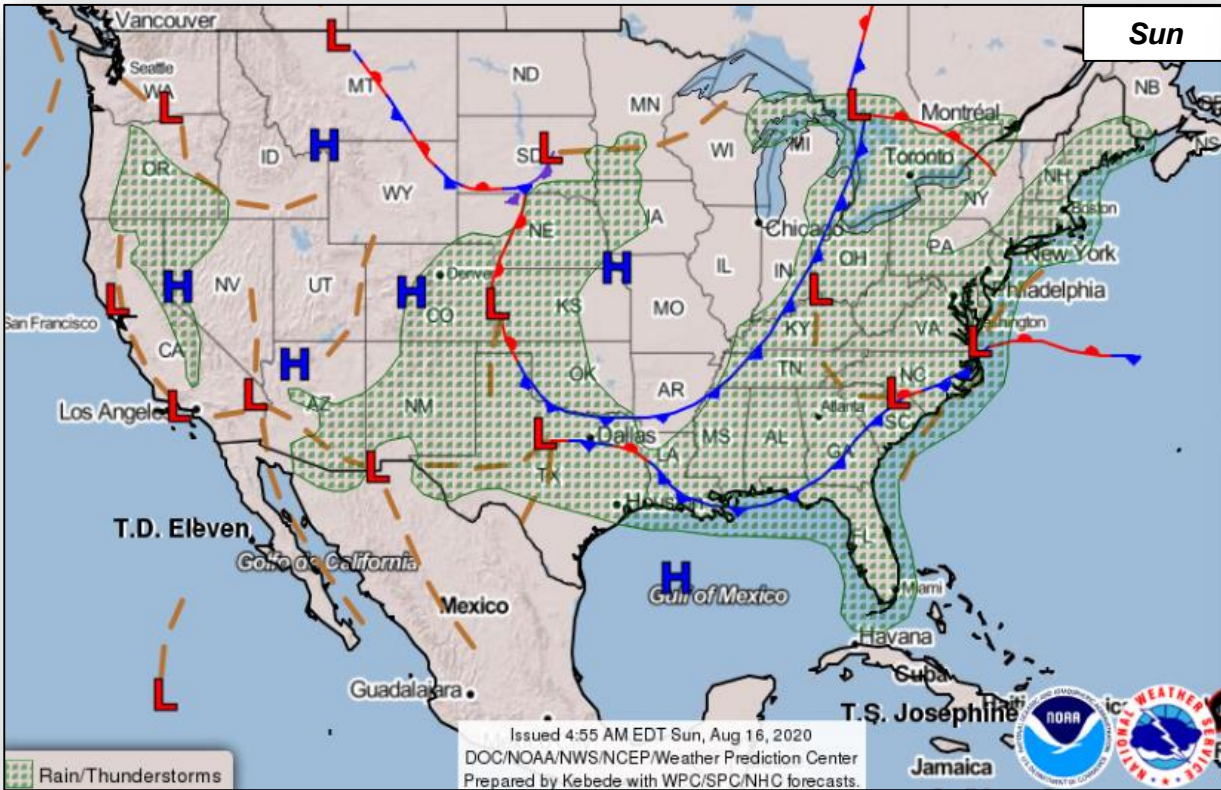 Sun
Vancouver
Seattle
WA
MT
ND
MN
Montréal
NB
NS
OR
ID
SD
WI
MI
Toronto
NH
WY
NY
Boston
IA
NE
Chicago
PA
New York
NV
UT
Denver
CO
KS
MO
IL
IN
OH
Philadelphia
San Francisco
CA
KY
VA
Washington
Los Angeles
AZ
NM
OK
AR
TN
NC
Atlanta
SC
Dallas
TX
LA
MS
AL
GA
Houston
FL
T.D. Eleven
Golfo de California
Mexico
Gulf of Mexico
Miami
Havana
Cuba
Guadalajara
T.S. Josephine
Haiti
Jamaica
H
H
H
H
H
H
L
L
L
L
L
L
L
L
L
L
L
L
L
L
Issued 4:55 AM EDT Sun, Aug 16, 2020
DOC/NOAA/NWS/NCEP/Weather Prediction Center
Prepared by Kebede with WPC/SPC/NHC forecasts.
Rain/Thunderstorms
NOAA
NATIONAL WEATHER SERVICE